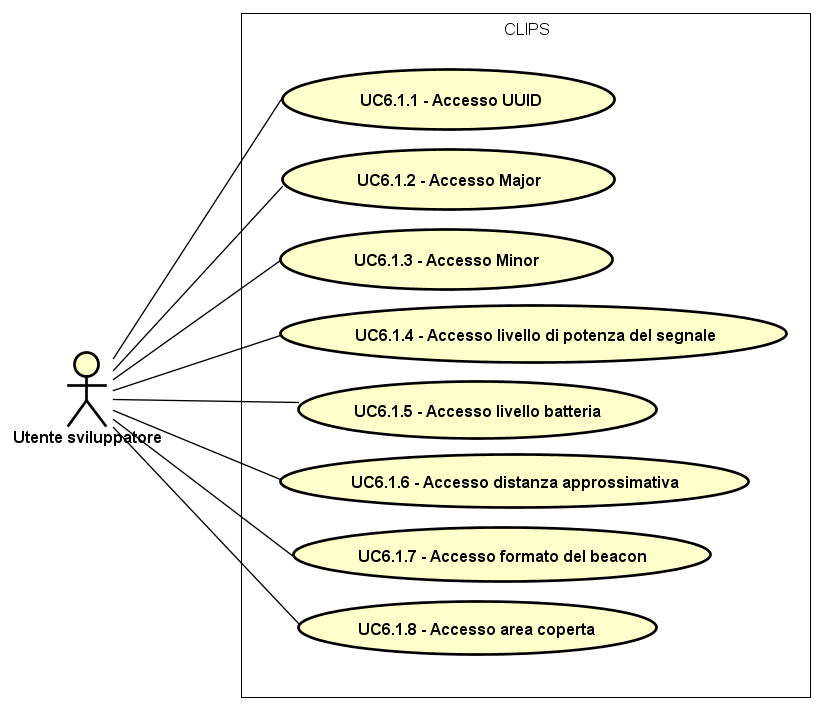 CLIPS
UC6.1.1 - Accesso UUID
UC6.1.2 - Accesso Major
UC6.1.3 - Accesso Minor
UC6.1.4 - Accesso livello di potenza del segnale
UC6.1.5 - Accesso livello batteria
Utente sviluppatore
UC6.1.6 - Accesso distanza approssimativa
UC6.1.7 - Accesso formato del beacon
UC6.1.8 - Accesso area coperta